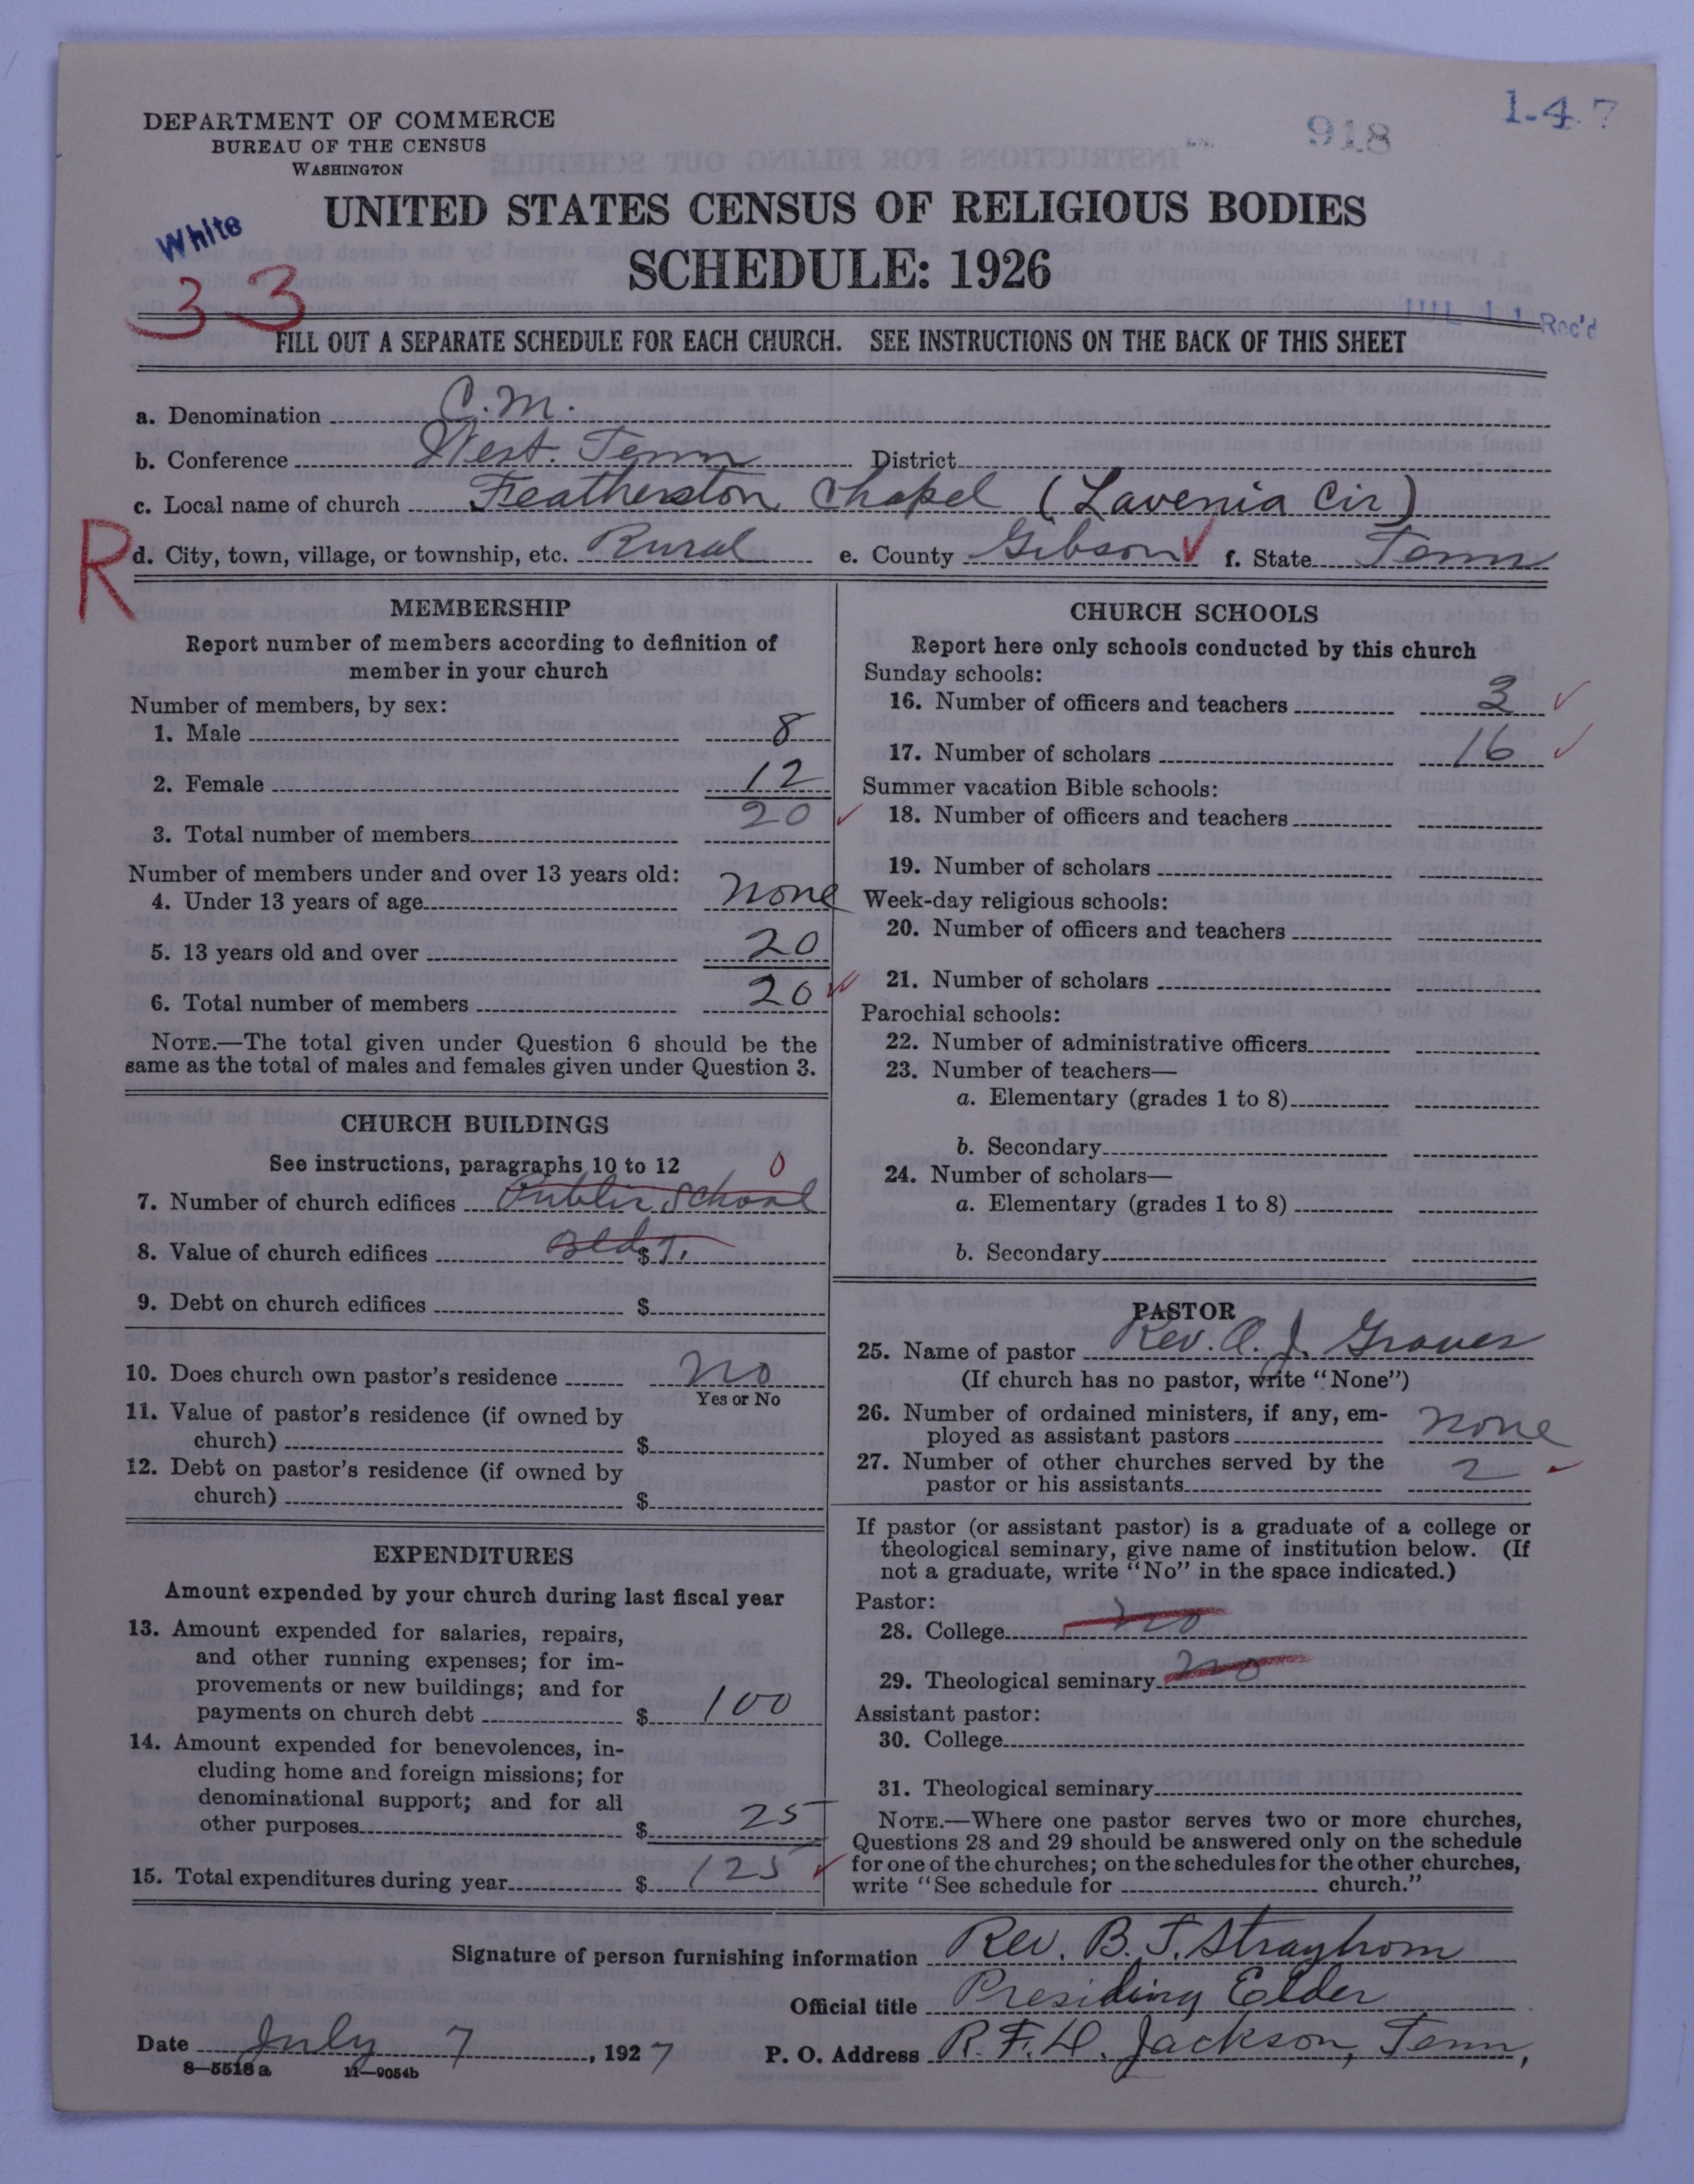 DEPARTMENT OF COMMERCE
BUREAU OF THE CENSUS
WASHINGTON
918
1-4 7
White
33
UNITED STATES CENSUS OF RELIGIOUS BODIES
SCHEDULE: 1926
Rec'd
FILL OUT A SEPARATE SCHEDULE FOR EACH CHURCH. SEE INSTRUCTIONS ON THE BACK OF THIS SHEET
a. Denomination C.M.
b. Conference West. Tenn District
c. Local name of church Featherston Chapel (Lavenia Cir)
R
d. City, town, village, or township, etc. Rural e. County Gibson f. State Tenn
MEMBERSHIP
Report number of members according to definition of
member in your church
Number of members, by sex:
1. Male 8
2. Female 12
3. Total number of members 20
Number of members under and over 13 years old:
4. Under 13 years of age none
5. 13 years old and over 20
6. Total number of members 20
NOTE.—The total given under Question 6 should be the
same as the total of males and females given under Question 3.
CHURCH BUILDINGS
See instructions, paragraphs 10 to 12 0
7. Number of church edifices Public School
8. Value of church edifices Bldg. $
9. Debt on church edifices $
10. Does church own pastor's residence no
Yes or No
11. Value of pastor's residence (if owned by
church) $
12. Debt on pastor's residence (if owned by
church) $
EXPENDITURES
Amount expended by your church during last fiscal year
13. Amount expended for salaries, repairs,
and other running expenses; for im-
provements or new buildings; and for
payments on church debt $ 100
14. Amount expended for benevolences, in-
cluding home and foreign missions; for
denominational support; and for all
other purposes $ 25
15. Total expenditures during year $ 125
CHURCH SCHOOLS
Report here only schools conducted by this church
Sunday schools:
16. Number of officers and teachers 3
17. Number of scholars 16
Summer vacation Bible schools:
18. Number of officers and teachers
19. Number of scholars
Week-day religious schools:
20. Number of officers and teachers
21. Number of scholars
Parochial schools:
22. Number of administrative officers
23. Number of teachers—
a. Elementary (grades 1 to 8)
b. Secondary
24. Number of scholars—
a. Elementary (grades 1 to 8)
b. Secondary
PASTOR
25. Name of pastor Rev. A. J. Graves
(If church has no pastor, write "None")
26. Number of ordained ministers, if any, em-
ployed as assistant pastors none
27. Number of other churches served by the
pastor or his assistants 2
If pastor (or assistant pastor) is a graduate of a college or
theological seminary, give name of institution below. (If
not a graduate, write "No" in the space indicated.)
Pastor:
28. College no
29. Theological seminary no
Assistant pastor:
30. College
31. Theological seminary
NOTE.—Where one pastor serves two or more churches,
Questions 28 and 29 should be answered only on the schedule
for one of the churches; on the schedules for the other churches,
write "See schedule for church."
Signature of person furnishing information Rev. B. T. Strayhorn
Official title Presiding Elder
Date July 7, 1927 P. O. Address R.F.D. Jackson, Tenn,
8—5518 a 11—9054b